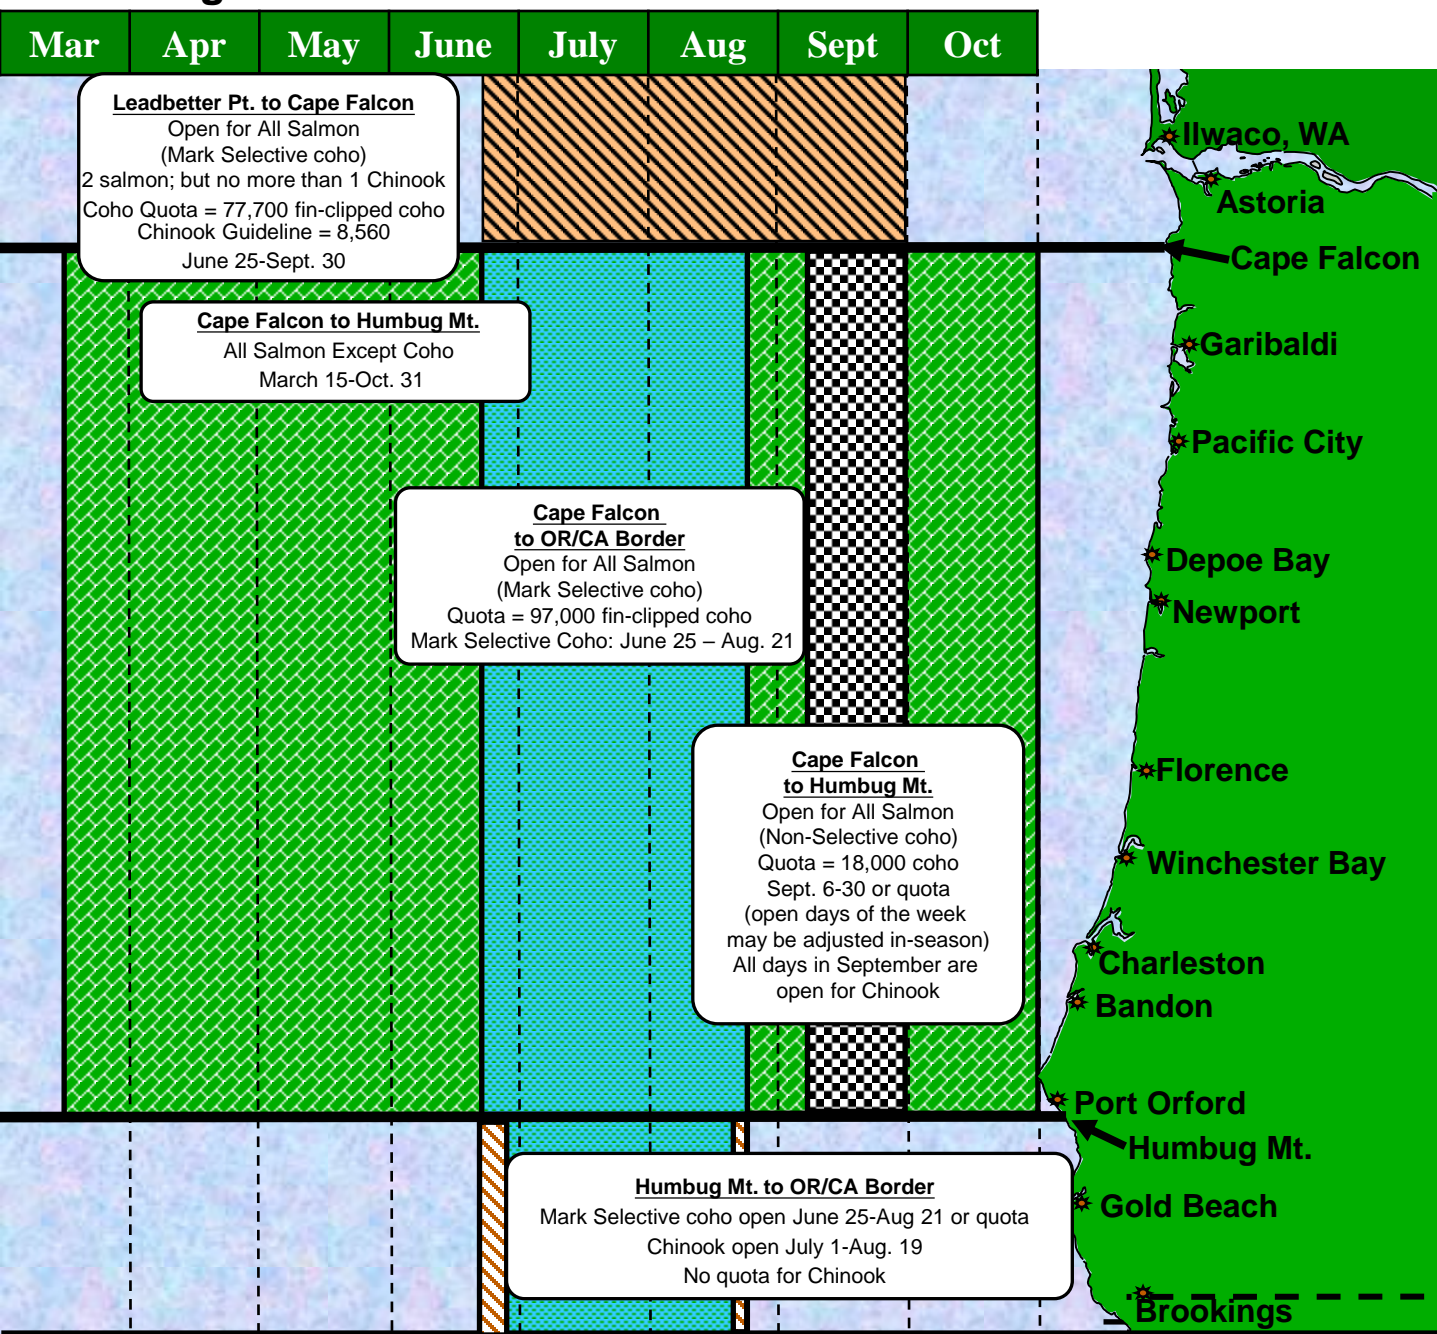 Mar Apr May June July Aug Sept Oct
Leadbetter Pt. to Cape Falcon
Open for All Salmon
(Mark Selective coho)
2 salmon; but no more than 1 Chinook
Coho Quota = 77,700 fin-clipped coho
Chinook Guideline = 8,560
June 25-Sept. 30
Cape Falcon to Humbug Mt.
All Salmon Except Coho
March 15-Oct. 31
Cape Falcon
to OR/CA Border
Open for All Salmon
(Mark Selective coho)
Quota = 97,000 fin-clipped coho
Mark Selective Coho: June 25 – Aug. 21
Cape Falcon
to Humbug Mt.
Open for All Salmon
(Non-Selective coho)
Quota = 18,000 coho
Sept. 6-30 or quota
(open days of the week
may be adjusted in-season)
All days in September are
open for Chinook
Humbug Mt. to OR/CA Border
Mark Selective coho open June 25-Aug 21 or quota
Chinook open July 1-Aug. 19
No quota for Chinook
Ilwaco, WA
Astoria
Cape Falcon
Garibaldi
Pacific City
Depoe Bay
Newport
Florence
Winchester Bay
Charleston
Bandon
Port Orford
Humbug Mt.
Gold Beach
Brookings